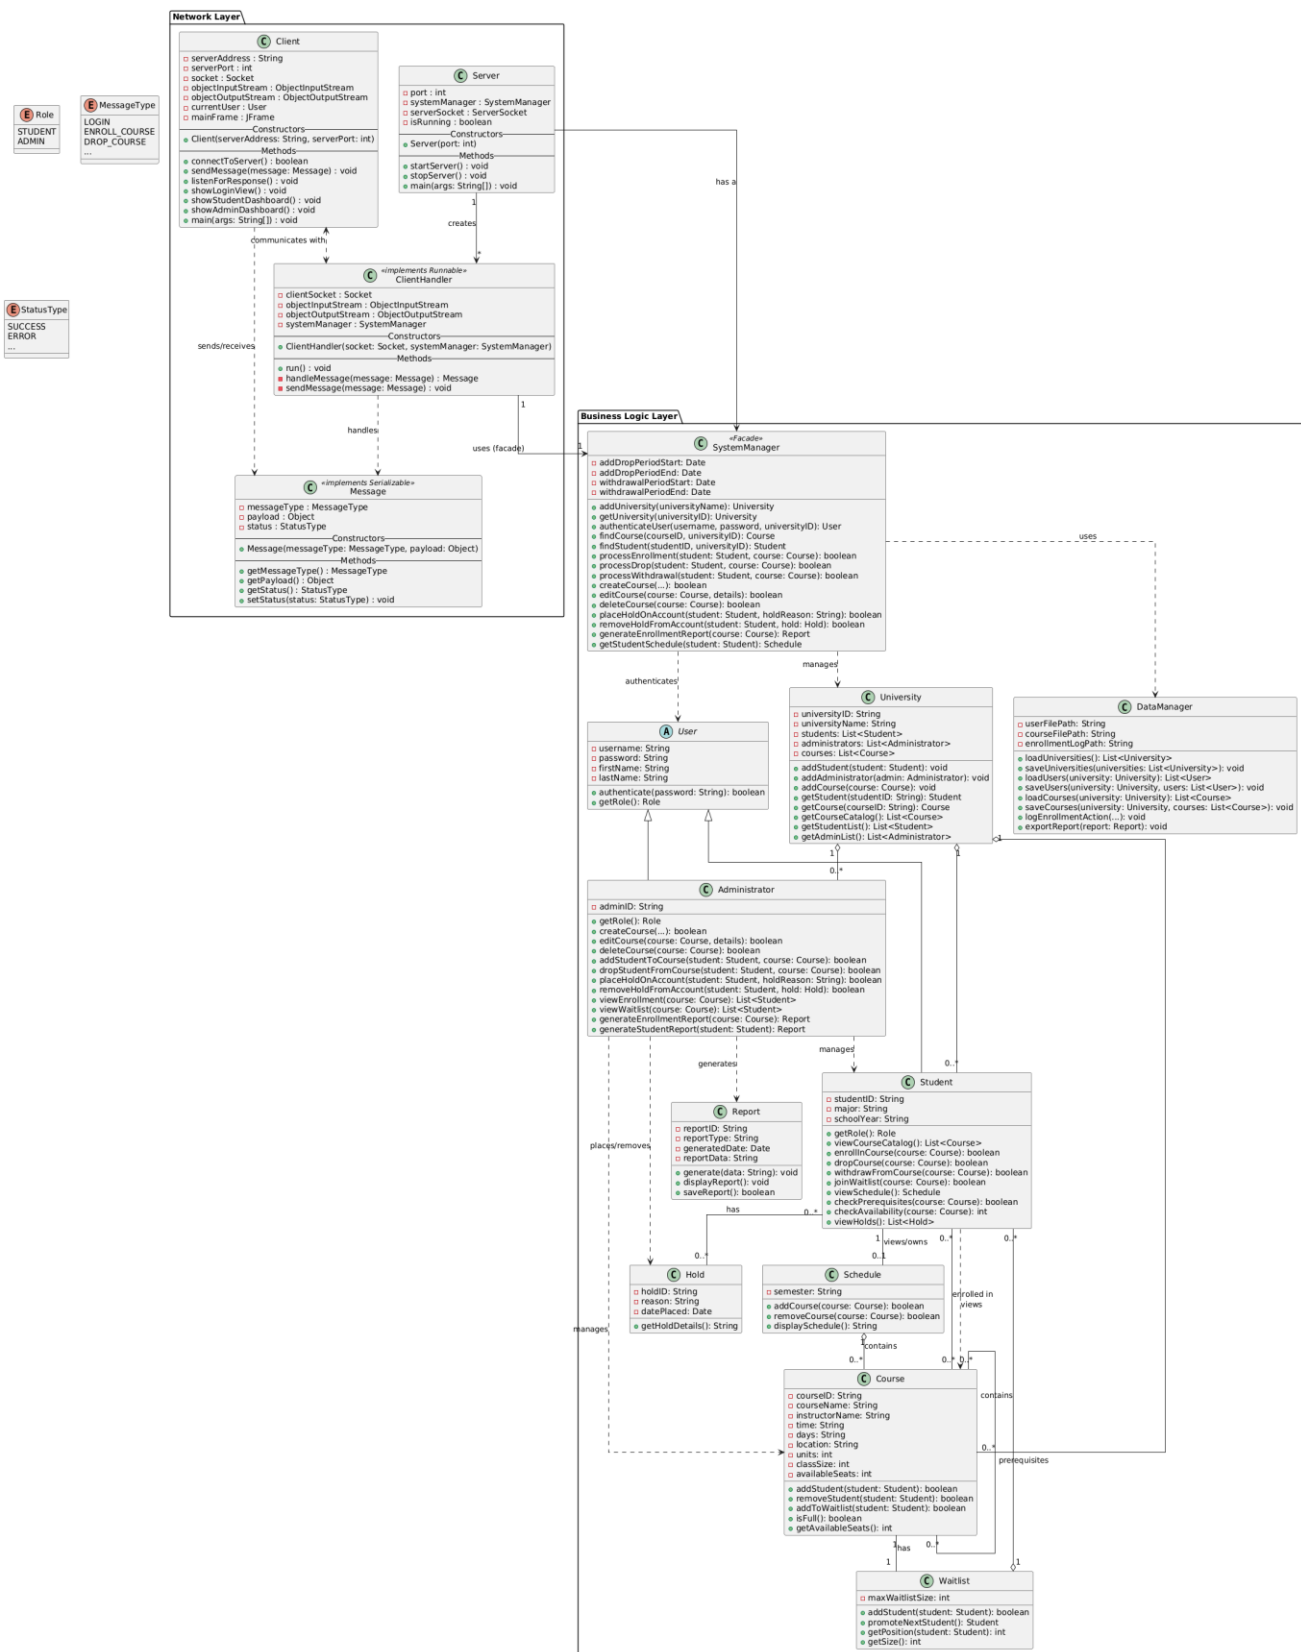 Network Layer
Client
serverAddress : String
serverPort : int
socket : Socket
objectInputStream : ObjectInputStream
objectOutputStream : ObjectOutputStream
currentUser : User
mainFrame : JFrame
Constructors
Client(serverAddress: String, serverPort: int)
Methods
connectToServer() : boolean
sendMessage(message: Message) : void
listenForResponse() : void
showLoginView() : void
showStudentDashboard() : void
showAdminDashboard() : void
main(args: String[]) : void
Server
port : int
systemManager : SystemManager
serverSocket : ServerSocket
isRunning : boolean
Constructors
Server(port: int)
Methods
startServer() : void
stopServer() : void
main(args: String[]) : void
E Role
STUDENT
ADMIN
E MessageType
LOGIN
ENROLL_COURSE
DROP_COURSE
...
has a
1
creates
*
communicates with
«implements Runnable»
ClientHandler
clientSocket : Socket
objectInputStream : ObjectInputStream
objectOutputStream : ObjectOutputStream
systemManager : SystemManager
Constructors
ClientHandler(socket: Socket, systemManager: SystemManager)
Methods
run() : void
handleMessage(message: Message) : Message
sendMessage(message: Message) : void
E StatusType
SUCCESS
ERROR
...
sends/receives
handles
1
uses (facade)
1
«implements Serializable»
Message
messageType : MessageType
payload : Object
status : StatusType
Constructors
Message(messageType: MessageType, payload: Object)
Methods
getMessageType() : MessageType
getPayload() : Object
getStatus() : StatusType
setStatus(status: StatusType) : void
Business Logic Layer
«Facade»
SystemManager
addDropPeriodStart: Date
addDropPeriodEnd: Date
withdrawalPeriodStart: Date
withdrawalPeriodEnd: Date
addUniversity(universityName): University
getUniversity(universityID): University
authenticateUser(username, password, universityID): User
findCourse(courseID, universityID): Course
findStudent(studentID, universityID): Student
processEnrollment(student: Student, course: Course): boolean
processDrop(student: Student, course: Course): boolean
processWithdrawal(student: Student, course: Course): boolean
createCourse(...): boolean
editCourse(course: Course, details): boolean
deleteCourse(course: Course): boolean
placeHoldOnAccount(student: Student, holdReason: String): boolean
removeHoldFromAccount(student: Student, hold: Hold): boolean
generateEnrollmentReport(course: Course): Report
getStudentSchedule(student: Student): Schedule
uses
authenticates
manages
A User
username: String
password: String
firstName: String
lastName: String
authenticate(password: String): boolean
getRole(): Role
University
universityID: String
universityName: String
students: List<Student>
administrators: List<Administrator>
courses: List<Course>
addStudent(student: Student): void
addAdministrator(admin: Administrator): void
addCourse(course: Course): void
getStudent(studentID: String): Student
getCourse(courseID: String): Course
getCourseCatalog(): List<Course>
getStudentList(): List<Student>
getAdminList(): List<Administrator>
DataManager
userFilePath: String
courseFilePath: String
enrollmentLogPath: String
loadUniversities(): List<University>
saveUniversities(universities: List<University>): void
loadUsers(university: University): List<User>
saveUsers(university: University, users: List<User>): void
loadCourses(university: University): List<Course>
saveCourses(university: University, courses: List<Course>): void
logEnrollmentAction(...): void
exportReport(report: Report): void
1
1
1
0..*
Administrator
adminID: String
getRole(): Role
createCourse(...): boolean
editCourse(course: Course, details): boolean
deleteCourse(course: Course): boolean
addStudentToCourse(student: Student, course: Course): boolean
dropStudentFromCourse(student: Student, course: Course): boolean
placeHoldOnAccount(student: Student, holdReason: String): boolean
removeHoldFromAccount(student: Student, hold: Hold): boolean
viewEnrollment(course: Course): List<Student>
viewWaitlist(course: Course): List<Student>
generateEnrollmentReport(course: Course): Report
generateStudentReport(student: Student): Report
generates
manages
0..*
places/removes
Report
reportID: String
reportType: String
generatedDate: Date
reportData: String
generate(data: String): void
displayReport(): void
saveReport(): boolean
Student
studentID: String
major: String
schoolYear: String
getRole(): Role
viewCourseCatalog(): List<Course>
enrollInCourse(course: Course): boolean
dropCourse(course: Course): boolean
withdrawFromCourse(course: Course): boolean
joinWaitlist(course: Course): boolean
viewSchedule(): Schedule
checkPrerequisites(course: Course): boolean
checkAvailability(course: Course): int
viewHolds(): List<Hold>
has
0..*
0..*
1
views/owns
0..1
0..*
0..*
Hold
holdID: String
reason: String
datePlaced: Date
getHoldDetails(): String
Schedule
semester: String
addCourse(course: Course): boolean
removeCourse(course: Course): boolean
displaySchedule(): String
enrolled in
views
manages
1
contains
0..*
0..*
0..*
contains
Course
courseID: String
courseName: String
instructorName: String
time: String
days: String
location: String
units: int
classSize: int
availableSeats: int
addStudent(student: Student): boolean
removeStudent(student: Student): boolean
addToWaitlist(student: Student): boolean
isFull(): boolean
getAvailableSeats(): int
0..*
prerequisites
1
has
1
0..*
1
Waitlist
maxWaitlistSize: int
addStudent(student: Student): boolean
promoteNextStudent(): Student
getPosition(student: Student): int
getSize(): int